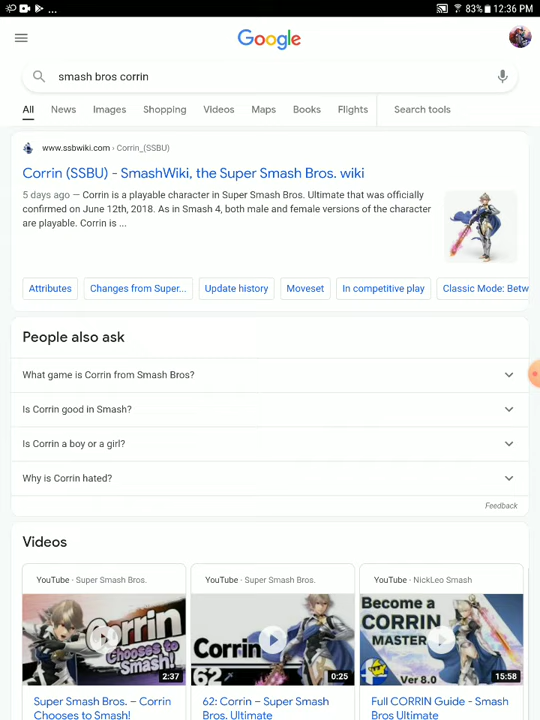 83% 12:36 PM
Google
smash bros corrin
All News Images Shopping Videos Maps Books Flights Search tools
www.ssbwiki.com › Corrin_(SSBU)
Corrin (SSBU) - SmashWiki, the Super Smash Bros. wiki
5 days ago — Corrin is a playable character in Super Smash Bros. Ultimate that was officially
confirmed on June 12th, 2018. As in Smash 4, both male and female versions of the character
are playable. Corrin is ...
Attributes Changes from Super... Update history Moveset In competitive play Classic Mode: Betw
People also ask
What game is Corrin from Smash Bros?
Is Corrin good in Smash?
Is Corrin a boy or a girl?
Why is Corrin hated?
Feedback
Videos
YouTube · Super Smash Bros.
Corrin
Chooses to
Smash!
2:37
Super Smash Bros. – Corrin
Chooses to Smash!
YouTube · Super Smash Bros.
Corrin
62
0:25
62: Corrin – Super Smash
Bros. Ultimate
YouTube · NickLeo Smash
Become a
CORRIN
MASTER
Ver 8.0
15:58
Full CORRIN Guide - Smash
Bros Ultimate